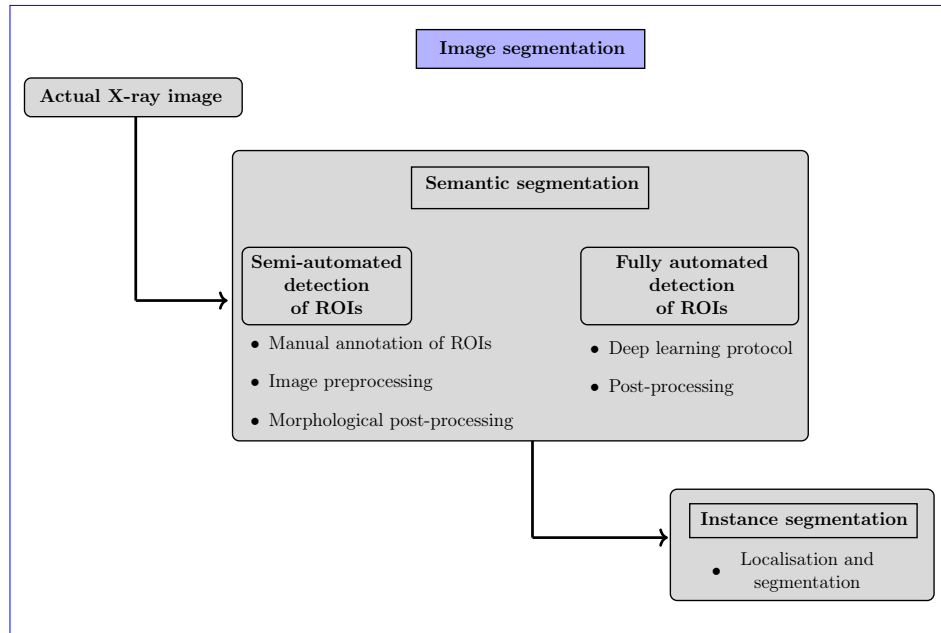 Image segmentation
Actual X-ray image
Semantic segmentation
Semi-automated
detection
of ROIs
• Manual annotation of ROIs
• Image preprocessing
• Morphological post-processing
Fully automated
detection
of ROIs
• Deep learning protocol
• Post-processing
Instance segmentation
• Localisation and
segmentation